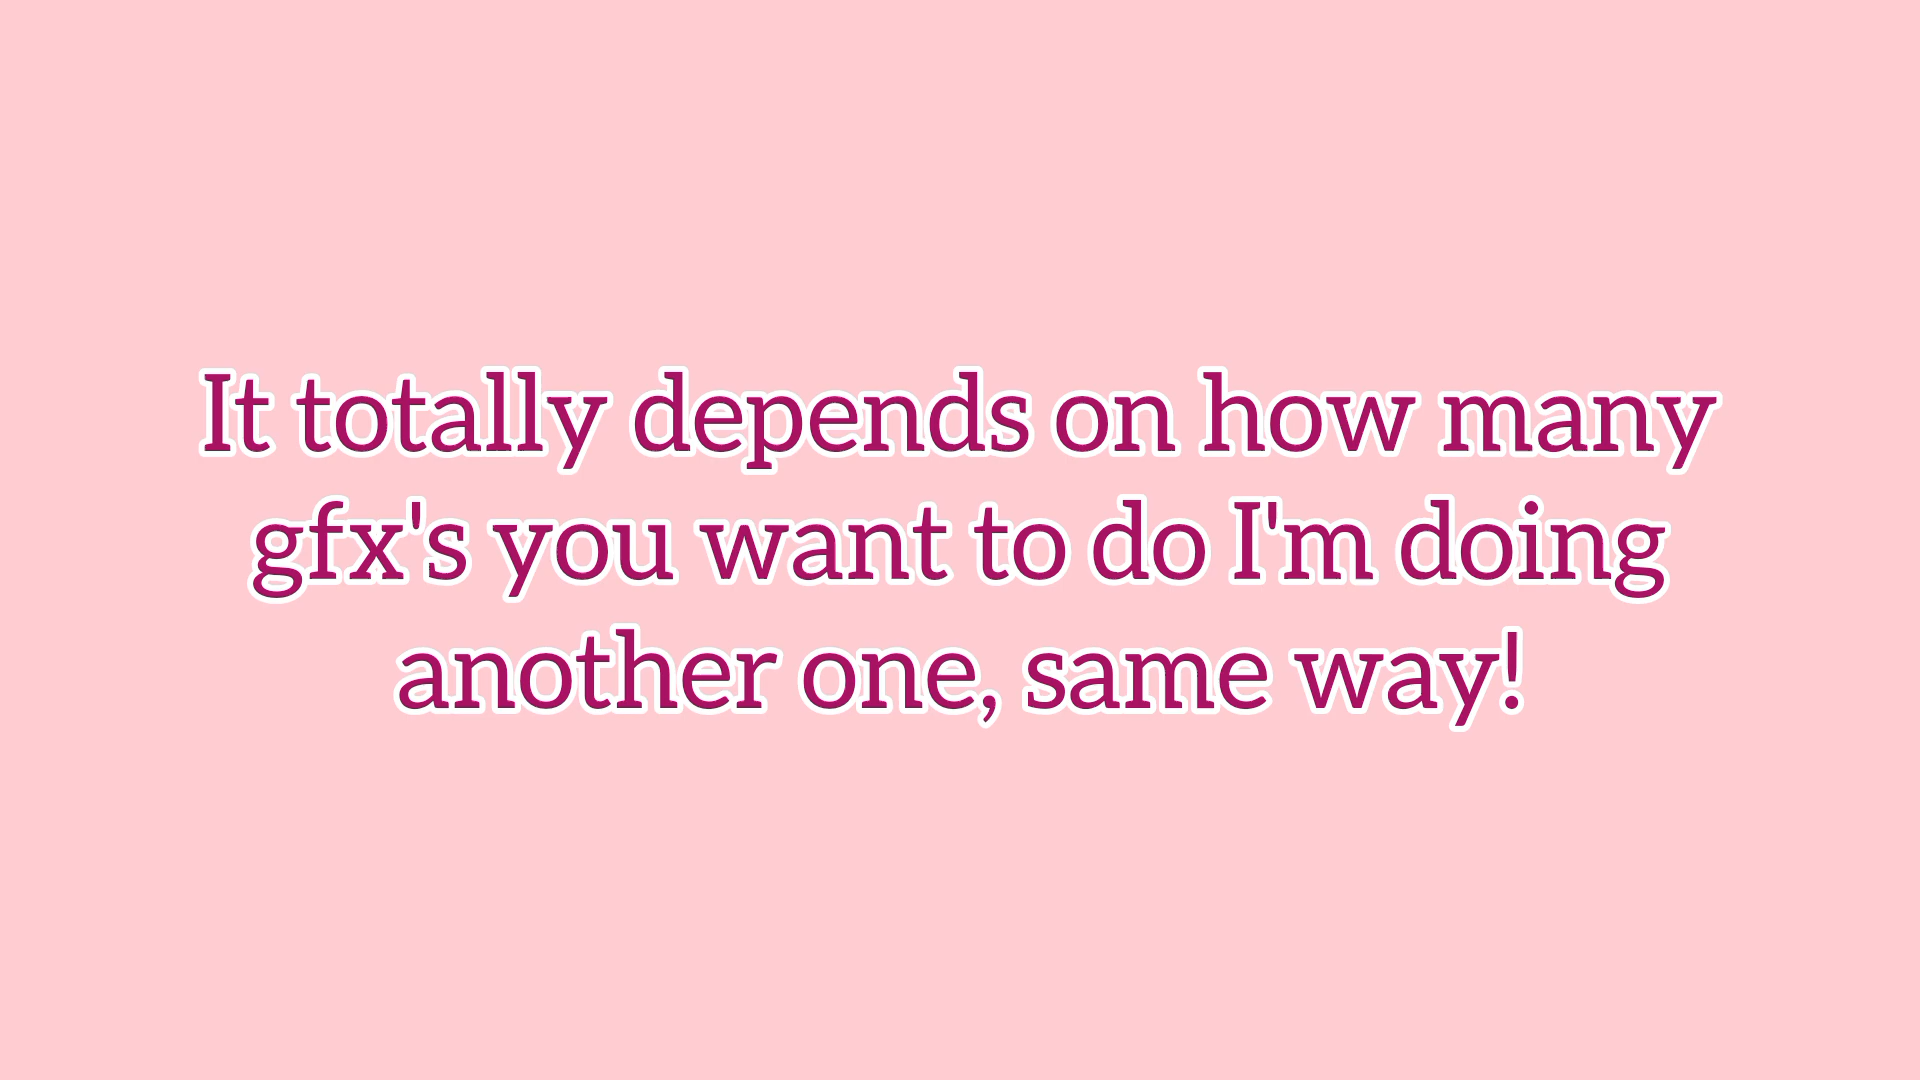 It totally depends on how many
gfx's you want to do I'm doing
another one, same way!